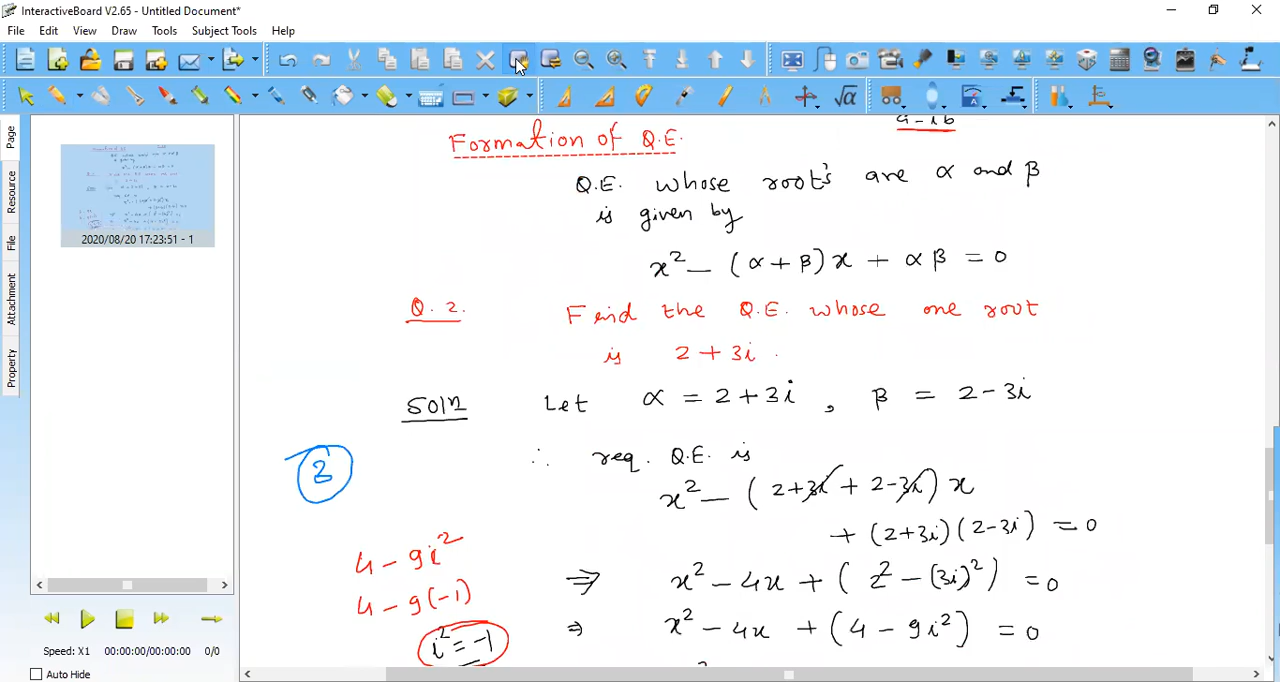 InteractiveBoard V2.65 - Untitled Document*
File Edit View Draw Tools Subject Tools Help
Page
Resource
File
Attachment
Property
2020/08/20 17:23:51 - 1
Speed: X1 00:00:00/00:00:00 0/0
Auto Hide
a-ib
Formation of Q.E.
Q.E. whose root's are α and β
is given by
x² - (α+β)x + αβ = 0
Q. 2. Find the Q.E. whose one root
is 2+3i.
Soln Let α = 2+3i , β = 2-3i
∴ req. Q.E. is
2
x² - (2+3i + 2-3i) x
+ (2+3i)(2-3i) = 0
4 - 9i²
⇒ x² - 4x + (2² - (3i)²) = 0
4 - 9(-1)
⇒ x² - 4x + (4 - 9i²) = 0
i² = -1